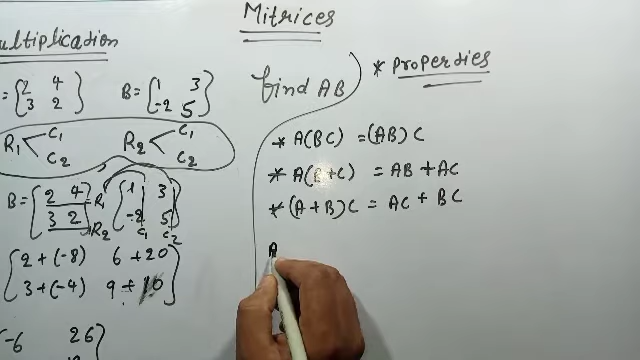 Mitrices
ultiplication
find AB
* Properties
= [2 4
3 2]
B = [1 3
-2 5]
R1 < C1
C2
R2 < C1
C2
* A(BC) = (AB)C
* A(B+C) = AB + AC
* (A+B)C = AC + BC
A
B = [2 4
3 2] R1
R2
[1 3
-2 5]
C1 C2
[2 + (-8) 6 + 20
3 + (-4) 9 + 10]
-6 26